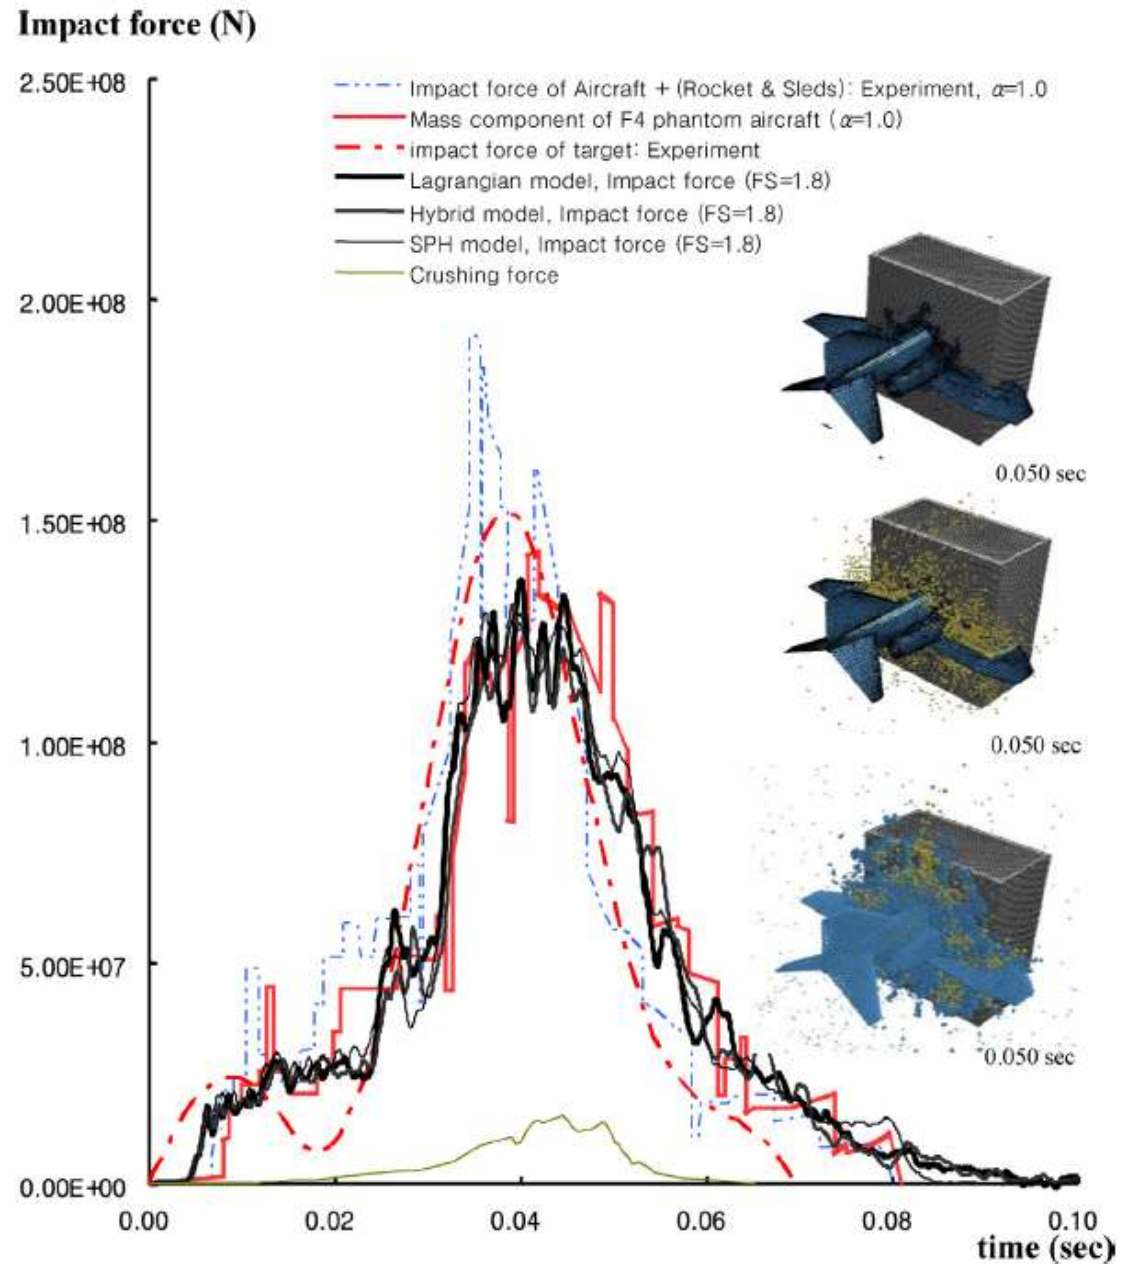 Impact force (N)
2.50E+08
Impact force of Aircraft + (Rocket & Sleds): Experiment, α=1.0
Mass component of F4 phantom aircraft (α=1.0)
impact force of target: Experiment
Lagrangian model, Impact force (FS=1.8)
Hybrid model, Impact force (FS=1.8)
SPH model, Impact force (FS=1.8)
Crushing force
2.00E+08
0.050 sec
1.50E+08
0.050 sec
1.00E+08
5.00E+07
0.050 sec
0.00E+00
0.00 0.02 0.04 0.06 0.08 0.10
time (sec)